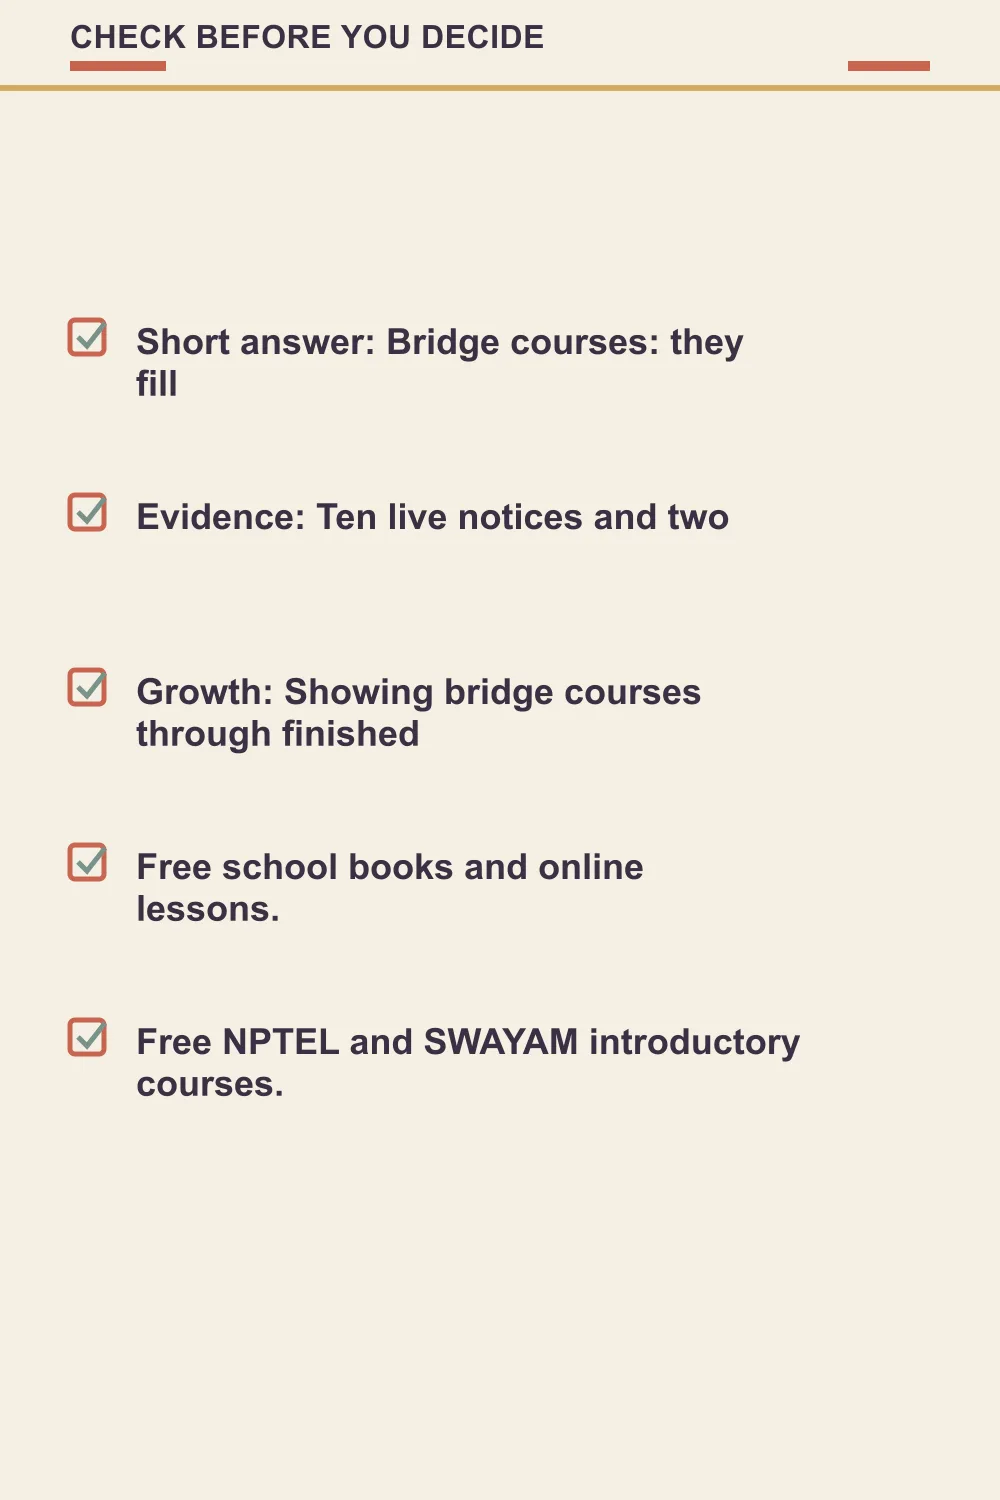 CHECK BEFORE YOU DECIDE
Short answer: Bridge courses: they
fill
Evidence: Ten live notices and two
Growth: Showing bridge courses
through finished
Free school books and online
lessons.
Free NPTEL and SWAYAM introductory
courses.